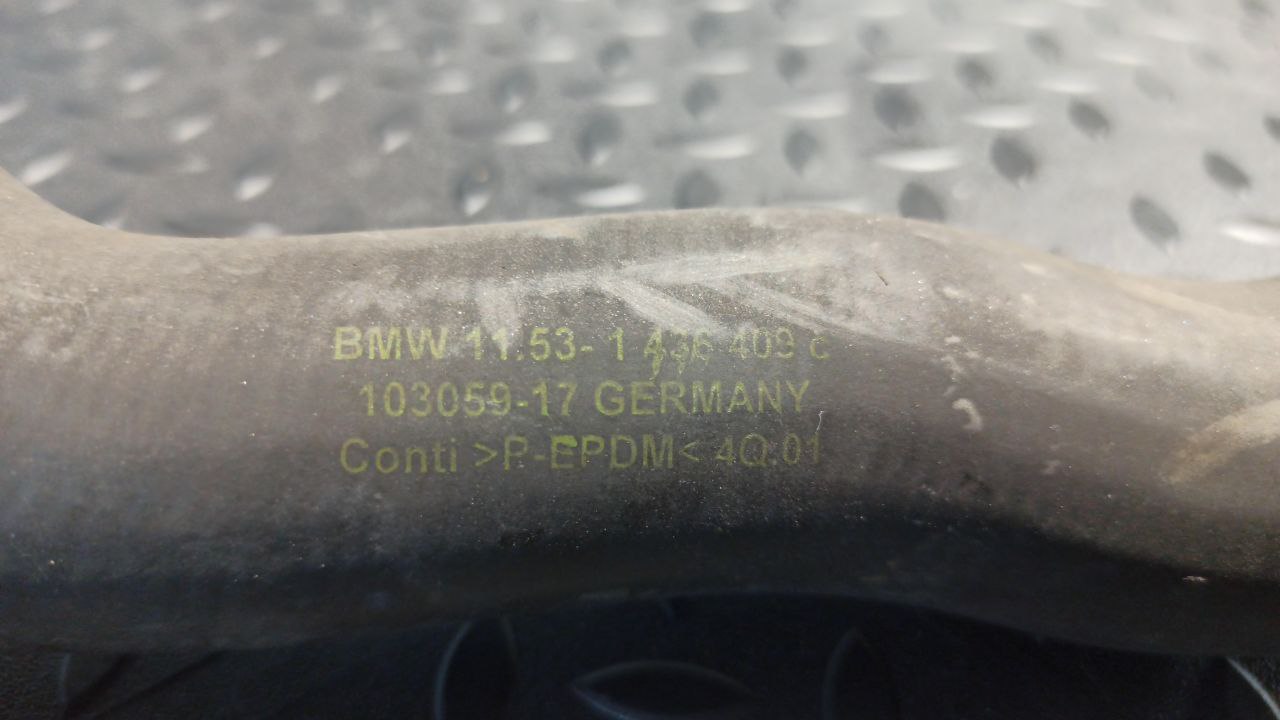 BMW 11.53- 1 436 409 c
103059-17 GERMANY
Conti >P-EPDM< 4Q.01